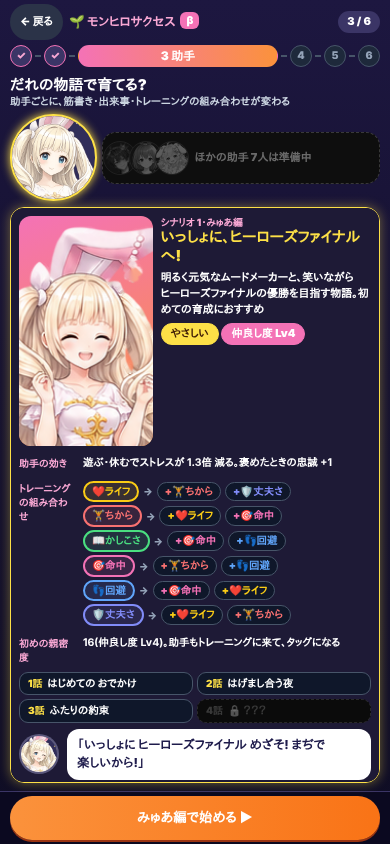 ← 戻る
🌱 モンヒロサクセス β
3 / 6
✓ ✓ 3 助手 4 5 6
だれの物語で育てる?
助手ごとに、筋書き・出来事・トレーニングの組み合わせが変わる
ほかの助手 7人は準備中
シナリオ 1・みゅあ編
いっしょに、ヒーローズファイナル
へ!
明るく元気なムードメーカーと、笑いながら
ヒーローズファイナルの優勝を目指す物語。初
めての育成におすすめ
やさしい 仲良し度 Lv4
助手の効き 遊ぶ・休むでストレスが 1.3倍 減る。褒めたときの忠誠 +1
トレーニング
の組み合わ
せ
❤️ライフ → +🏋️ちから +🛡️丈夫さ
🏋️ちから → +❤️ライフ +🎯命中
📖かしこさ → +🎯命中 +👣回避
🎯命中 → +🏋️ちから +👣回避
👣回避 → +🎯命中 +❤️ライフ
🛡️丈夫さ → +❤️ライフ +🏋️ちから
初めの親密
度
16(仲良し度 Lv4)。助手もトレーニングに来て、タッグになる
1話 はじめての おでかけ
2話 はげまし合う夜
3話 ふたりの約束
4話 🔒 ???
「いっしょに ヒーローズファイナル めざそ! まぢで
楽しいから!」
みゅあ編で始める ▶